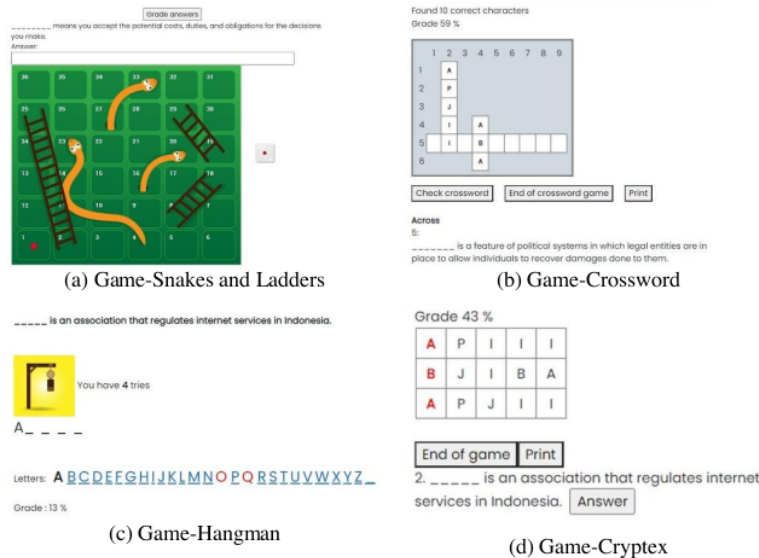 Grade answers
________ means you accept the potential costs, duties, and obligations for the decisions
you make.
Answer:
36 35 34 33 32 31
25 26 27 28 29 30
24 23 22 21 20 19
13 14 15 16 17 18
12 11 10 9 8 7
1 2 3 4 5 6
(a) Game-Snakes and Ladders
Found 10 correct characters
Grade 59 %
1 2 3 4 5 6 7 8 9
1 A
2 P
3 J
4 I A
5 I B
6 A
Check crossword End of crossword game Print
Across
5:
_______ is a feature of political systems in which legal entities are in
place to allow individuals to recover damages done to them.
(b) Game-Crossword
_____ is an association that regulates internet services in Indonesia.
You have 4 tries
A_ _ _ _
Letters: A B C D E F G H I J K L M N O P Q R S T U V W X Y Z _
Grade : 13 %
(c) Game-Hangman
Grade 43 %
A P I I I
B J I B A
A P J I I
End of game Print
2. _____ is an association that regulates internet
services in Indonesia. Answer
(d) Game-Cryptex